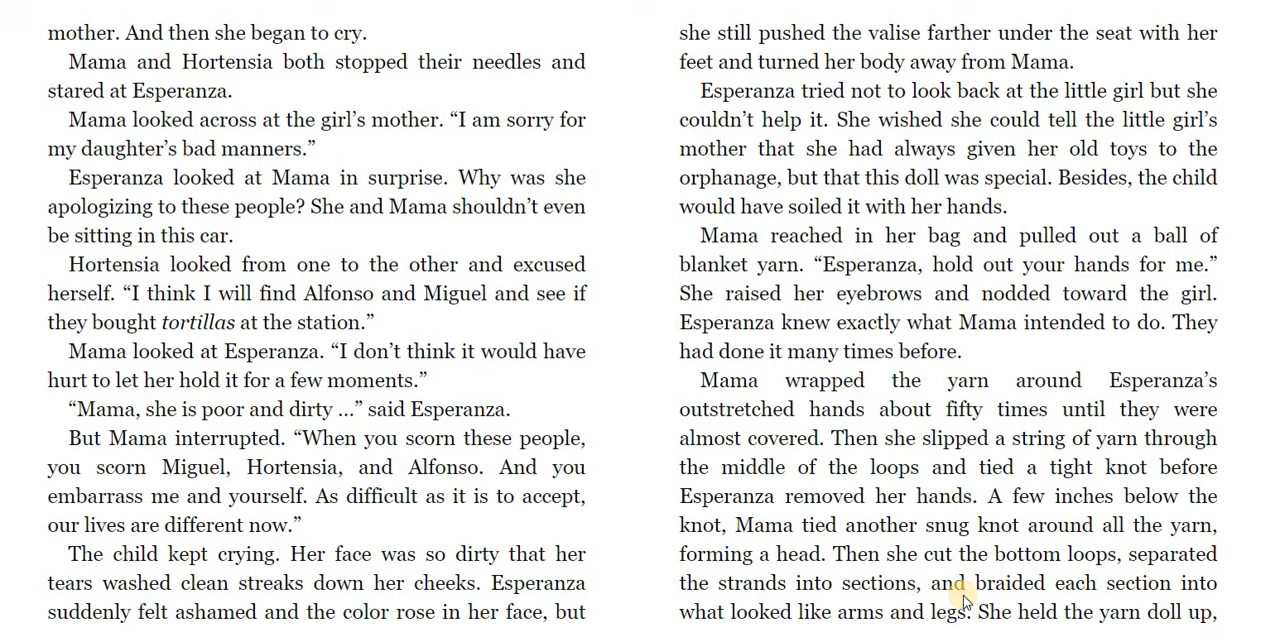 mother. And then she began to cry.
Mama and Hortensia both stopped their needles and
stared at Esperanza.
Mama looked across at the girl’s mother. “I am sorry for
my daughter’s bad manners.”
Esperanza looked at Mama in surprise. Why was she
apologizing to these people? She and Mama shouldn’t even
be sitting in this car.
Hortensia looked from one to the other and excused
herself. “I think I will find Alfonso and Miguel and see if
they bought tortillas at the station.”
Mama looked at Esperanza. “I don’t think it would have
hurt to let her hold it for a few moments.”
“Mama, she is poor and dirty ...” said Esperanza.
But Mama interrupted. “When you scorn these people,
you scorn Miguel, Hortensia, and Alfonso. And you
embarrass me and yourself. As difficult as it is to accept,
our lives are different now.”
The child kept crying. Her face was so dirty that her
tears washed clean streaks down her cheeks. Esperanza
suddenly felt ashamed and the color rose in her face, but
she still pushed the valise farther under the seat with her
feet and turned her body away from Mama.
Esperanza tried not to look back at the little girl but she
couldn’t help it. She wished she could tell the little girl’s
mother that she had always given her old toys to the
orphanage, but that this doll was special. Besides, the child
would have soiled it with her hands.
Mama reached in her bag and pulled out a ball of
blanket yarn. “Esperanza, hold out your hands for me.”
She raised her eyebrows and nodded toward the girl.
Esperanza knew exactly what Mama intended to do. They
had done it many times before.
Mama wrapped the yarn around Esperanza’s
outstretched hands about fifty times until they were
almost covered. Then she slipped a string of yarn through
the middle of the loops and tied a tight knot before
Esperanza removed her hands. A few inches below the
knot, Mama tied another snug knot around all the yarn,
forming a head. Then she cut the bottom loops, separated
the strands into sections, and braided each section into
what looked like arms and legs. She held the yarn doll up,